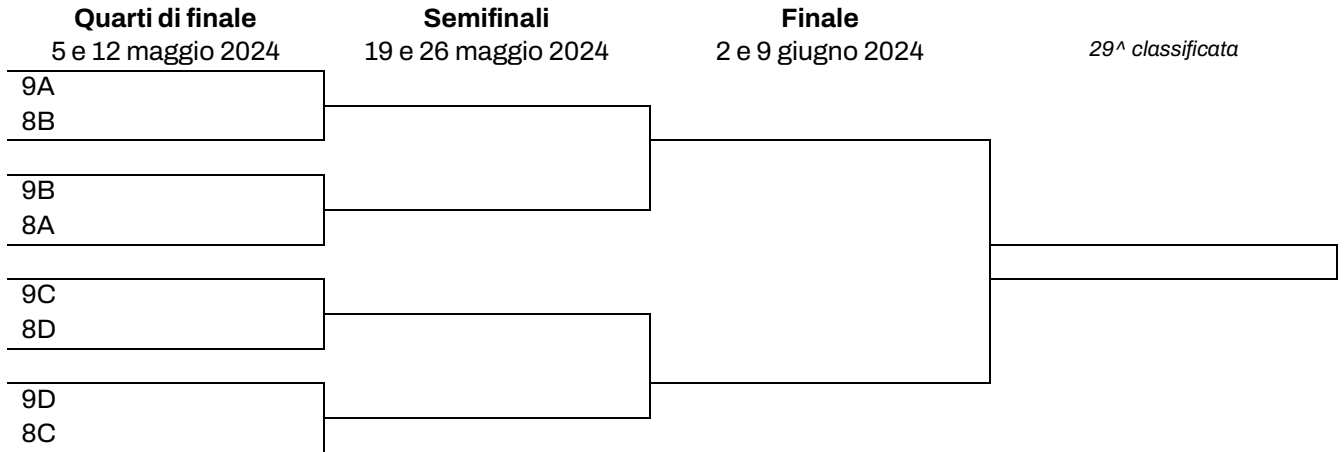 Quarti di finale Semifinali Finale
5 e 12 maggio 2024 19 e 26 maggio 2024 2 e 9 giugno 2024 29^ classificata
9A
8B
9B
8A
9C
8D
9D
8C